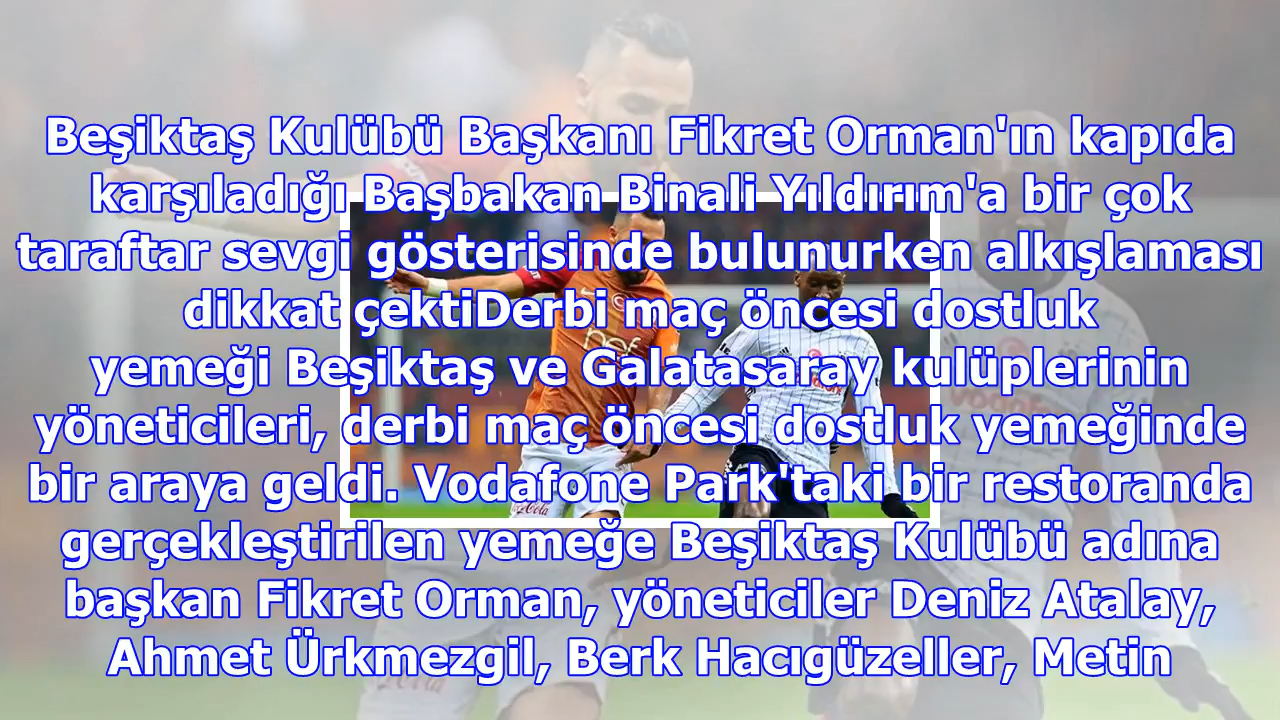 Beşiktaş Kulübü Başkanı Fikret Orman'ın kapıda
karşıladığı Başbakan Binali Yıldırım'a bir çok
taraftar sevgi gösterisinde bulunurken alkışlaması
dikkat çektiDerbi maç öncesi dostluk
yemeği Beşiktaş ve Galatasaray kulüplerinin
yöneticileri, derbi maç öncesi dostluk yemeğinde
bir araya geldi. Vodafone Park'taki bir restoranda
gerçekleştirilen yemeğe Beşiktaş Kulübü adına
başkan Fikret Orman, yöneticiler Deniz Atalay,
Ahmet Ürkmezgil, Berk Hacıgüzeller, Metin